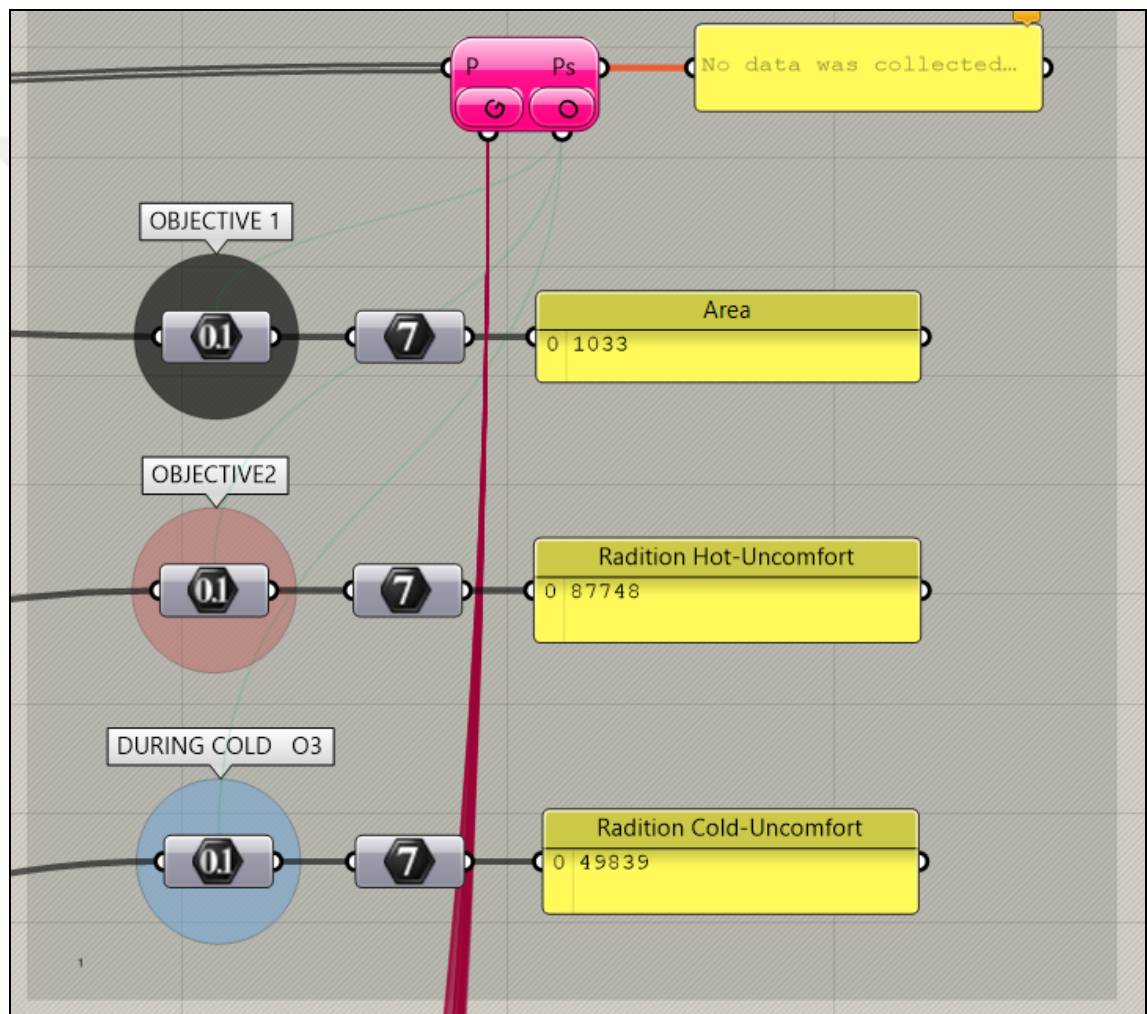 P Ps
No data was collected…
G O
OBJECTIVE 1
0.1 7
Area
0 1033
OBJECTIVE2
0.1 7
Radition Hot-Uncomfort
0 87748
DURING COLD O3
0.1 7
Radition Cold-Uncomfort
0 49839
1